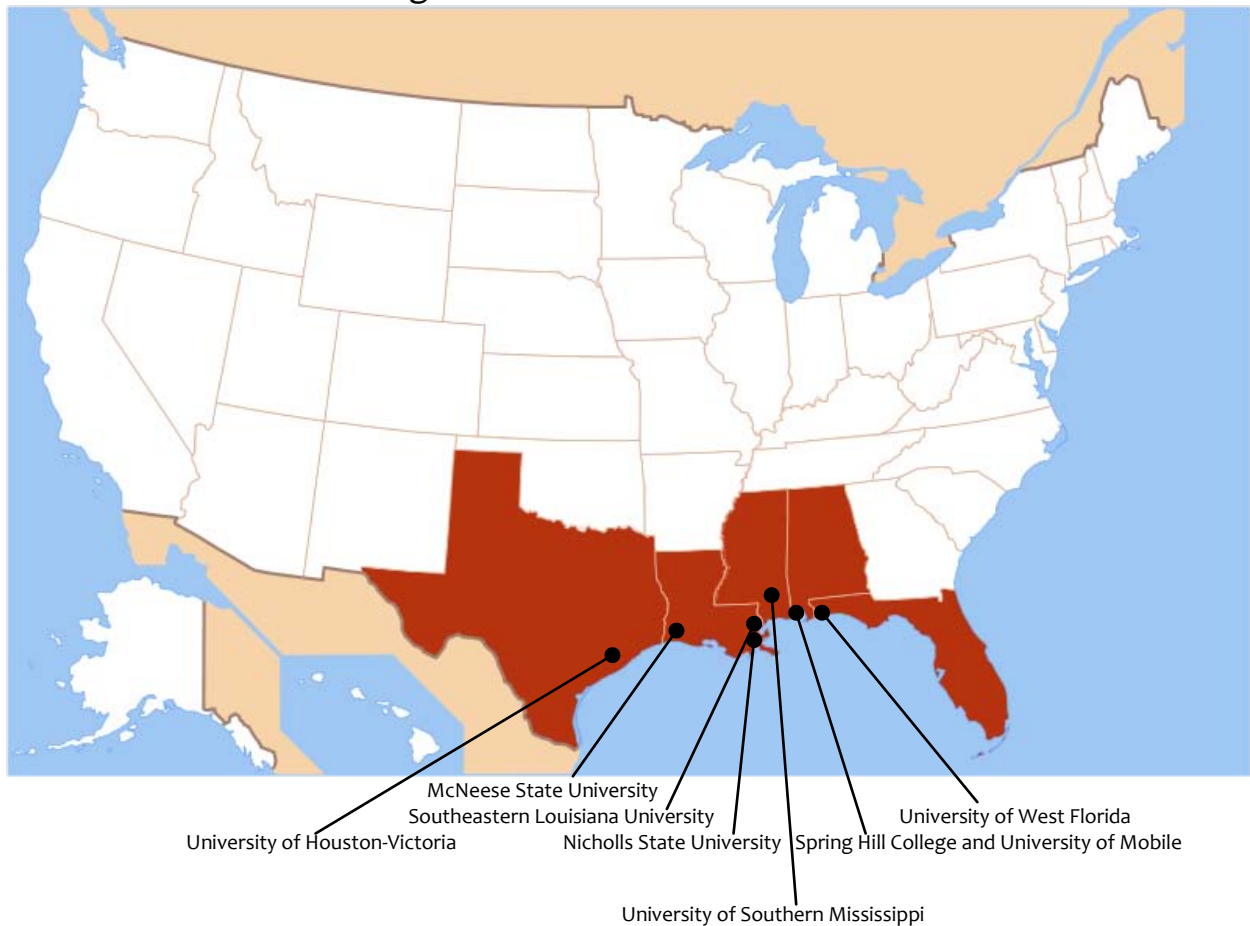 g
McNeese State University
Southeastern Louisiana University
University of West Florida
University of Houston-Victoria
Nicholls State University
Spring Hill College and University of Mobile
University of Southern Mississippi